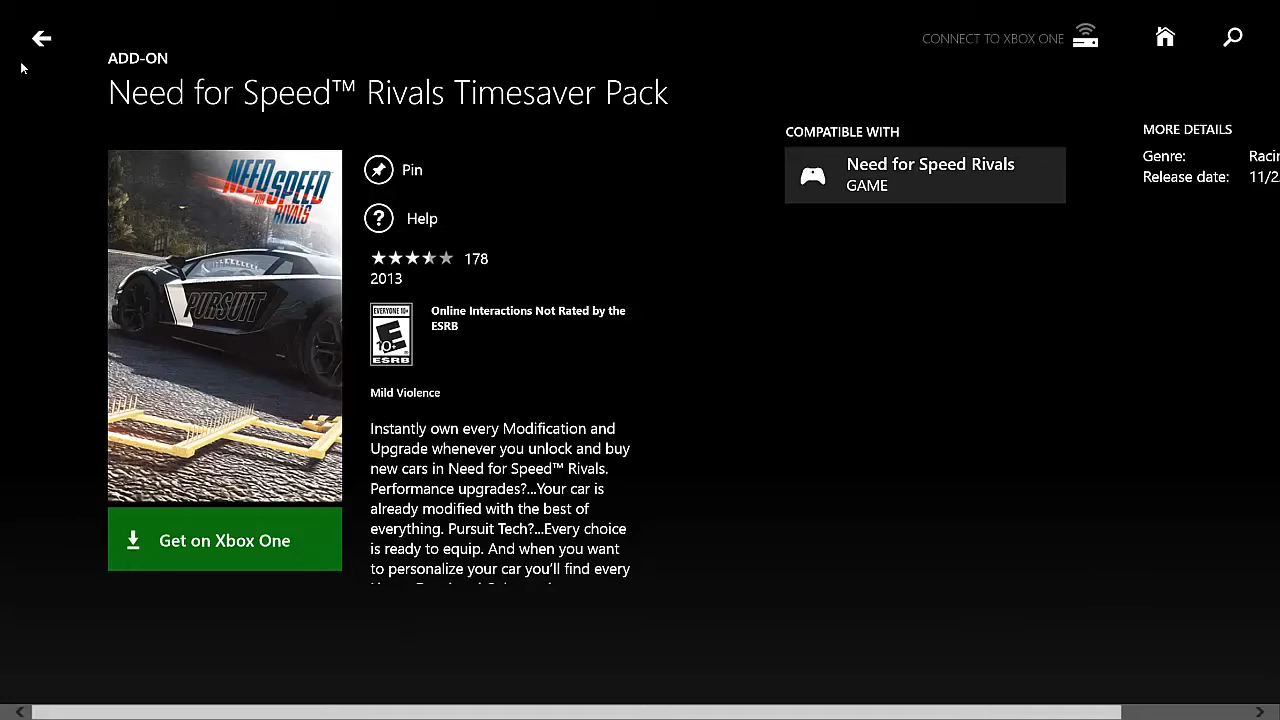 CONNECT TO XBOX ONE
ADD-ON
Need for Speed™ Rivals Timesaver Pack
NEED
FOR
SPEED
RIVALS
PURSUIT
Get on Xbox One
Pin
? Help
178
2013
EVERYONE 10+
E
10+
ESRB
Online Interactions Not Rated by the
ESRB
Mild Violence
Instantly own every Modification and
Upgrade whenever you unlock and buy
new cars in Need for Speed™ Rivals.
Performance upgrades?...Your car is
already modified with the best of
everything. Pursuit Tech?...Every choice
is ready to equip. And when you want
to personalize your car you’ll find every
COMPATIBLE WITH
Need for Speed Rivals
GAME
MORE DETAILS
Genre: Racin
Release date: 11/2